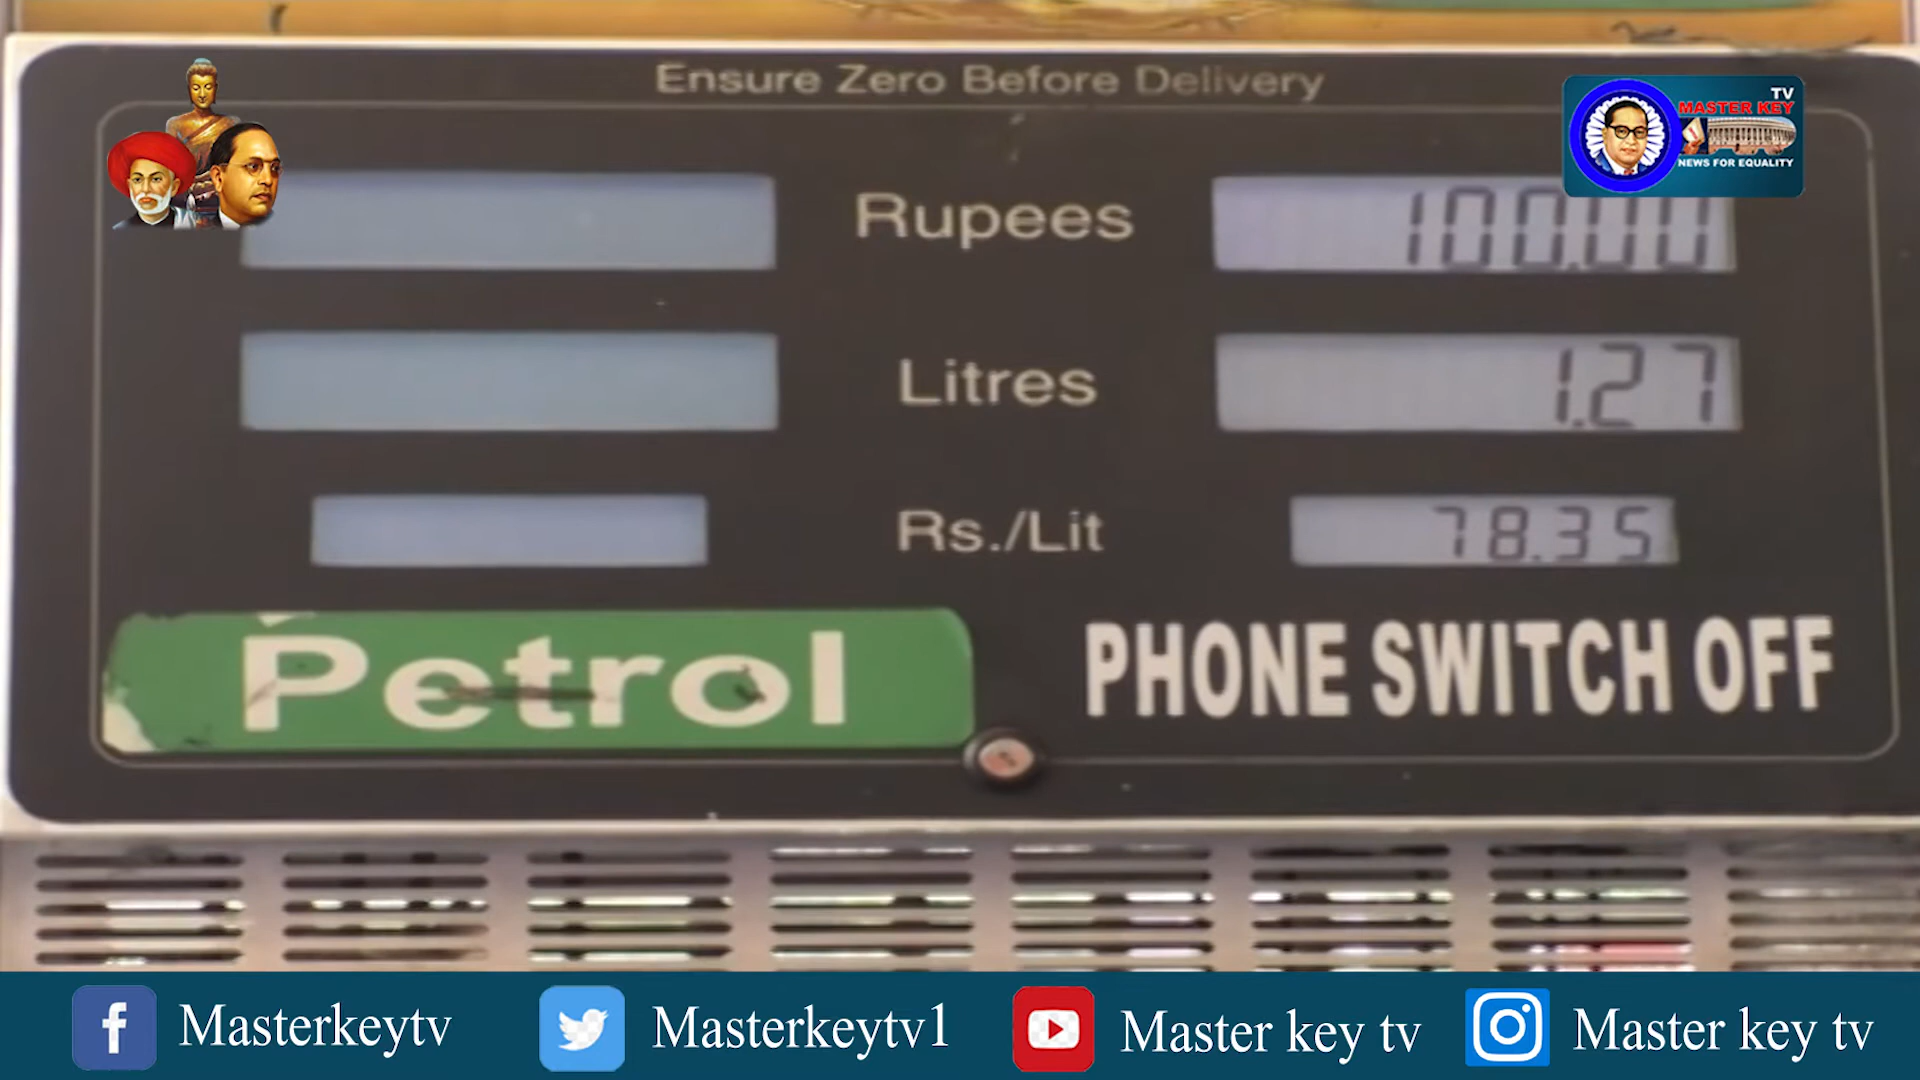 Ensure Zero Before Delivery
TV
MASTER KEY
NEWS FOR EQUALITY
Rupees 100.00
Litres 1.27
Rs./Lit 78.35
Petrol
PHONE SWITCH OFF
Masterkeytv
Masterkeytv1
Master key tv
Master key tv